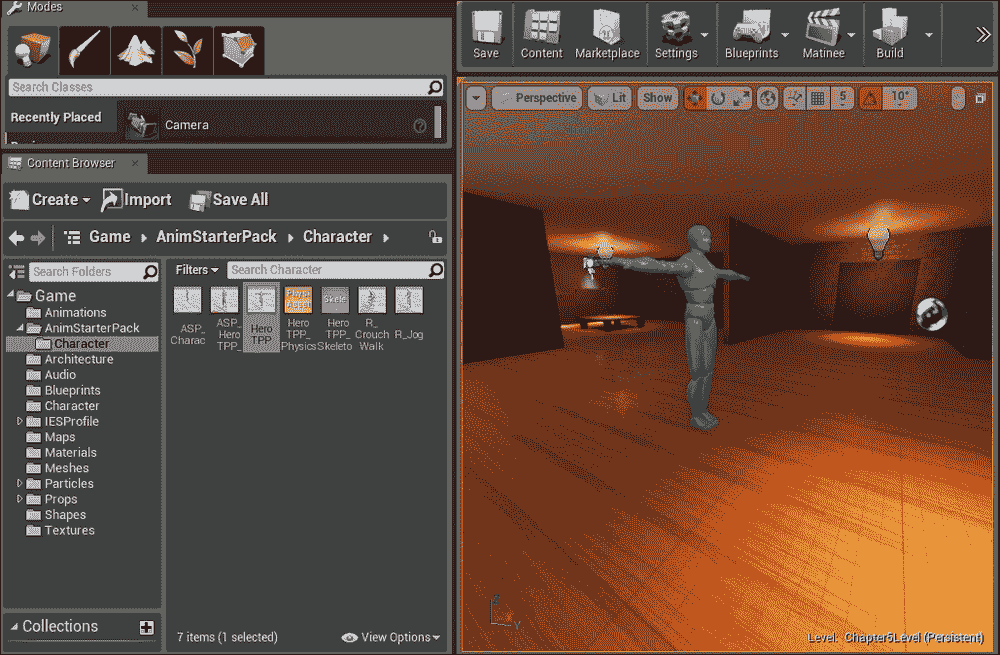 Modes
Search Classes
Recently Placed
Camera
Save
Content
Marketplace
Settings
Blueprints
Matinee
Build
Perspective
Lit
Show
5
10°
Content Browser
Create
Import
Save All
Game
AnimStarterPack
Character
Search Folders
Filters
Search Character
Game
Animations
AnimStarterPack
Character
Architecture
Audio
Blueprints
Character
IESProfile
Maps
Materials
Meshes
Particles
Props
Shapes
Textures
ASP_
Charac
ASP_
Hero
TPP_
Hero
TPP
Phys
Asset
Hero
TPP_
Physics
Skele
Hero
TPP_
Skeleto
R_
Crouch
Walk
R_Jog
Collections
7 items (1 selected)
View Options
Z
Y
Level: Chapter5Level (Persistent)